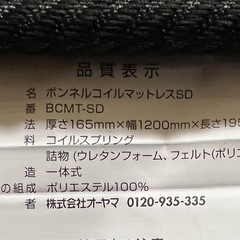 品質表示
名 ボンネルコイルマットレスSD
番 BCMT-SD
法 厚さ165mm×幅1200mm×長さ195
料 コイルスプリング
詰物(ウレタンフォーム、フェルト(ポリ
造 一体式
の組成 ポリエステル100%
者 株式会社オーヤマ 0120-935-335